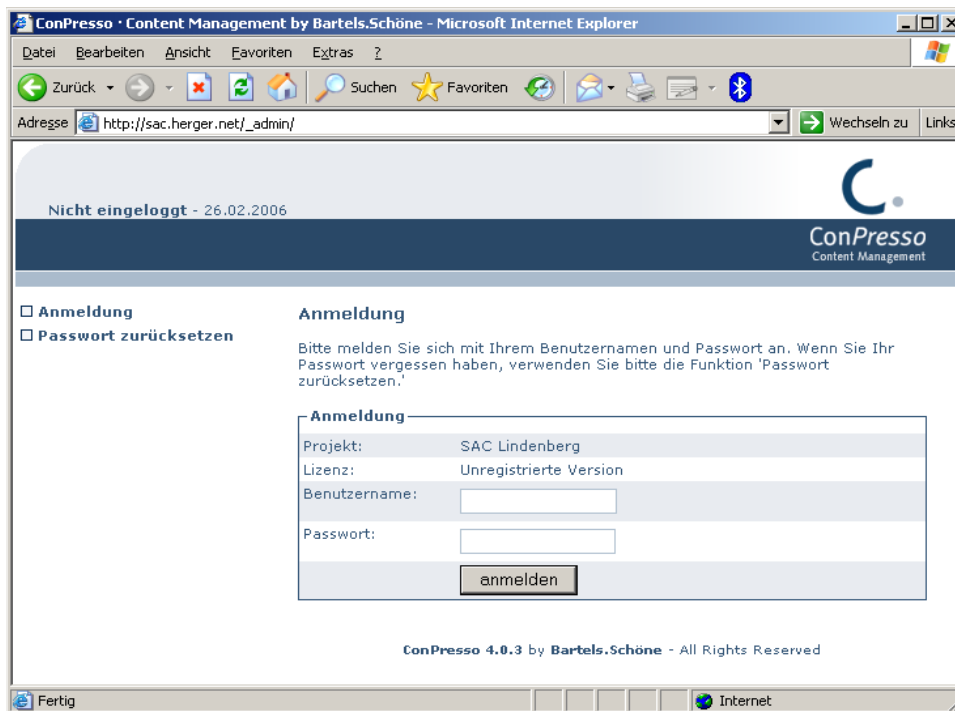 ConPresso · Content Management by Bartels.Schöne - Microsoft Internet Explorer
Datei Bearbeiten Ansicht Favoriten Extras ?
Zurück Suchen Favoriten
Adresse http://sac.herger.net/_admin/ Wechseln zu Links
Nicht eingeloggt - 26.02.2006
C.
ConPresso
Content Management
Anmeldung
Passwort zurücksetzen
Anmeldung
Bitte melden Sie sich mit Ihrem Benutzernamen und Passwort an. Wenn Sie Ihr
Passwort vergessen haben, verwenden Sie bitte die Funktion 'Passwort
zurücksetzen.'
Anmeldung
Projekt: SAC Lindenberg
Lizenz: Unregistrierte Version
Benutzername:
Passwort:
anmelden
ConPresso 4.0.3 by Bartels.Schöne - All Rights Reserved
Fertig Internet